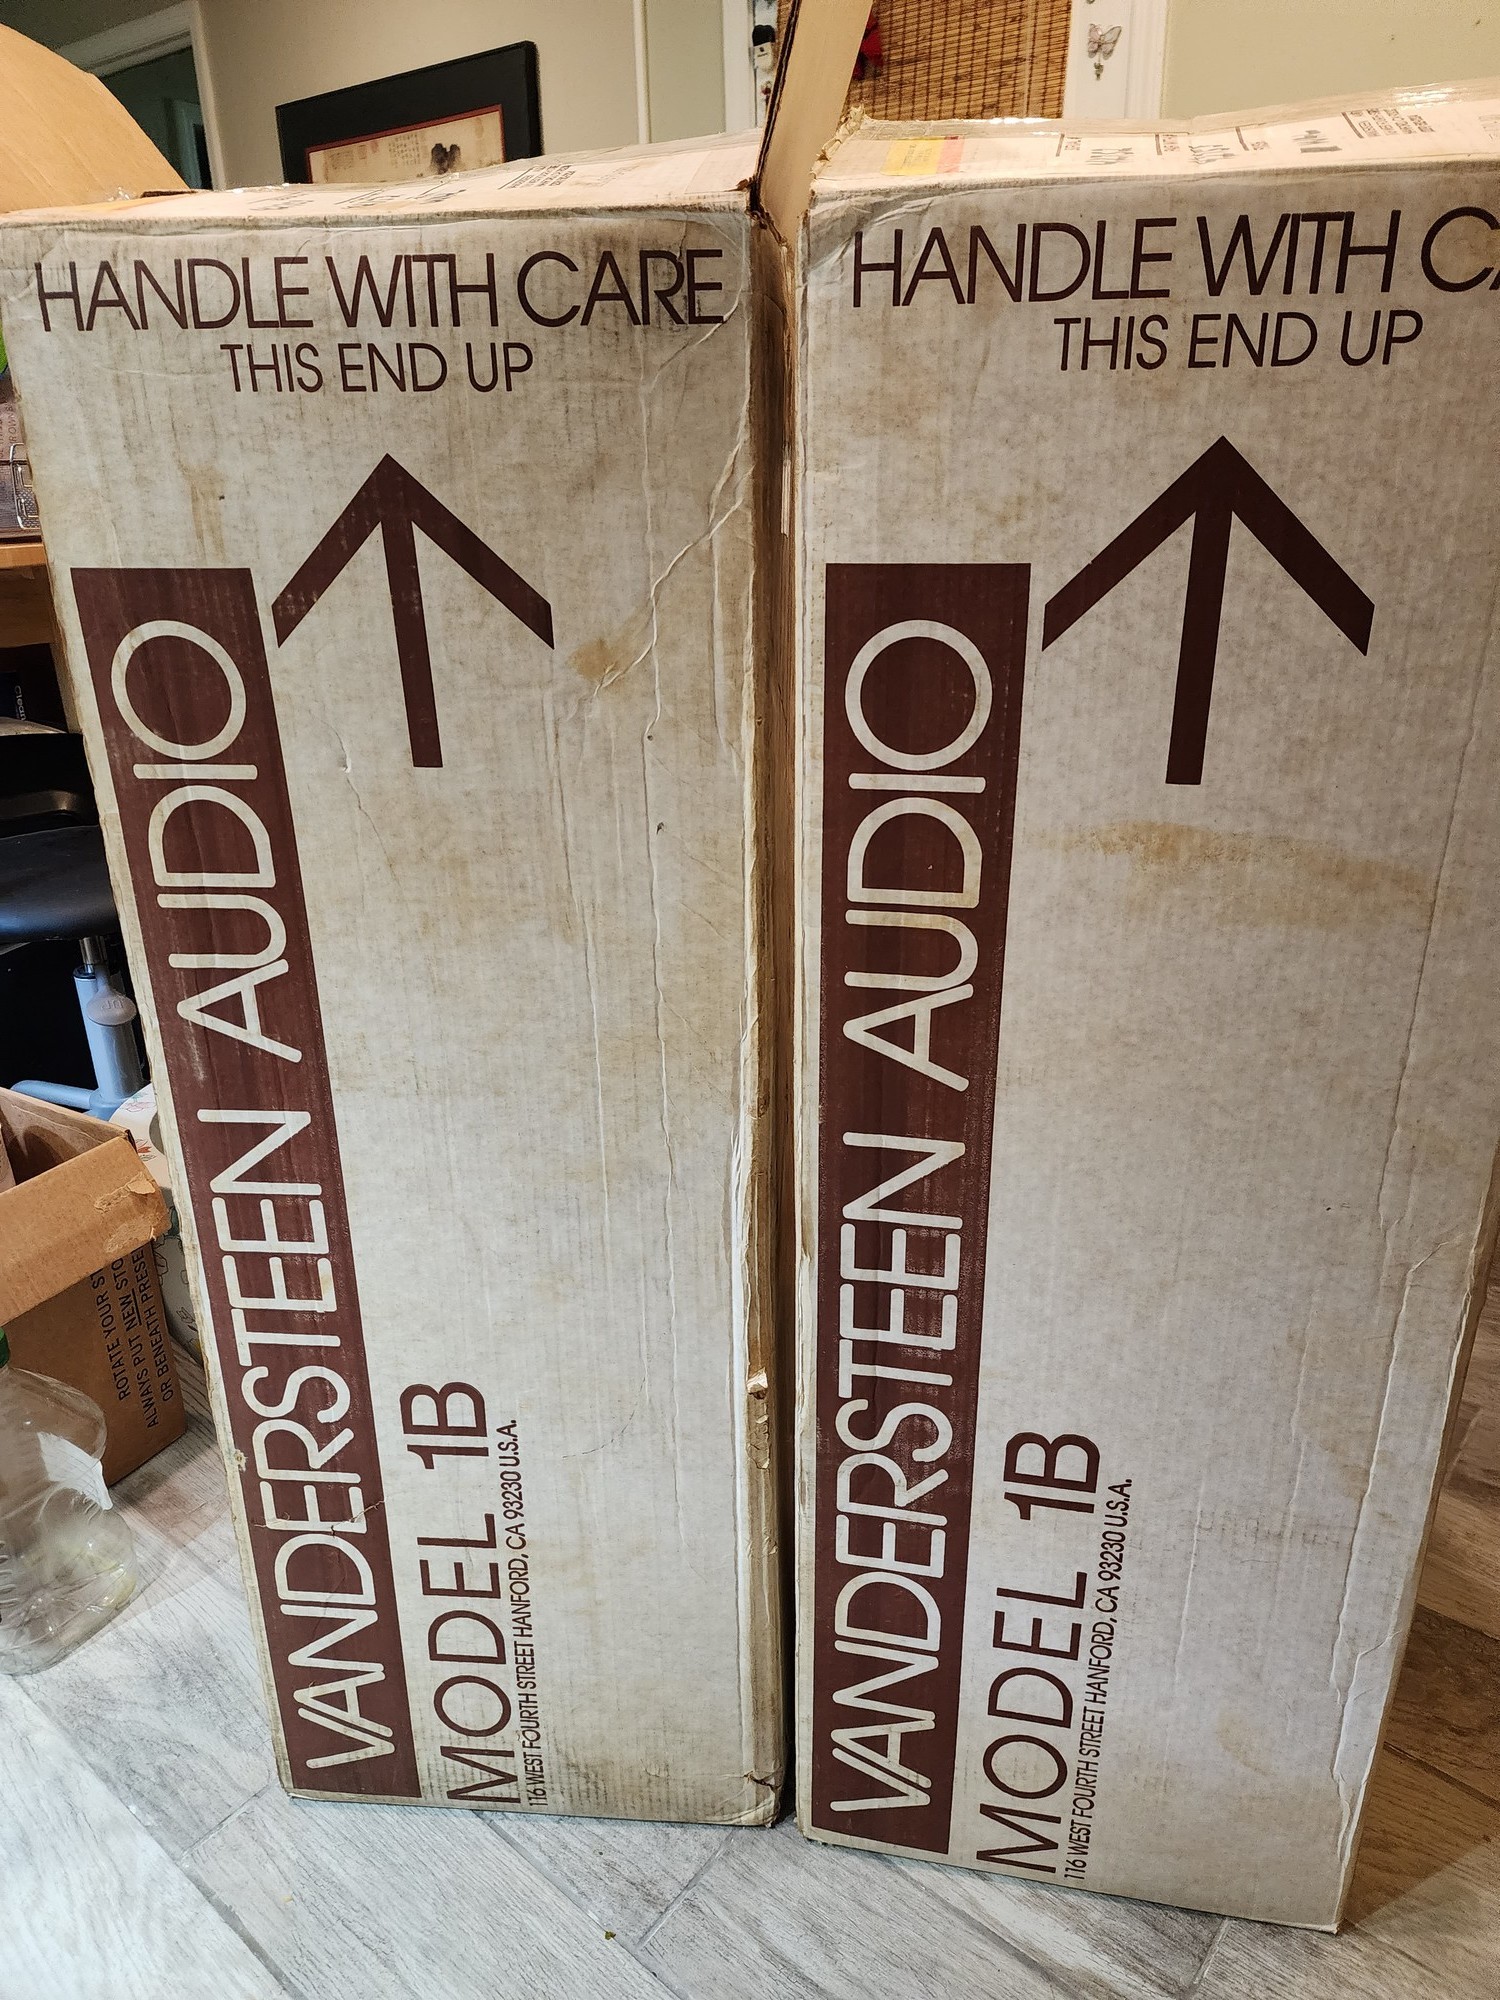 HANDLE WITH CARE
THIS END UP
VANDERSTEEN AUDIO
MODEL 1B
116 WEST FOURTH STREET HANFORD, CA 93230 U.S.A.
HANDLE WITH CA
THIS END UP
VANDERSTEEN AUDIO
MODEL 1B
116 WEST FOURTH STREET HANFORD, CA 93230 U.S.A.
ROTATE YOUR S
ALWAYS PUT NEW STO
OR BENEATH PRESE